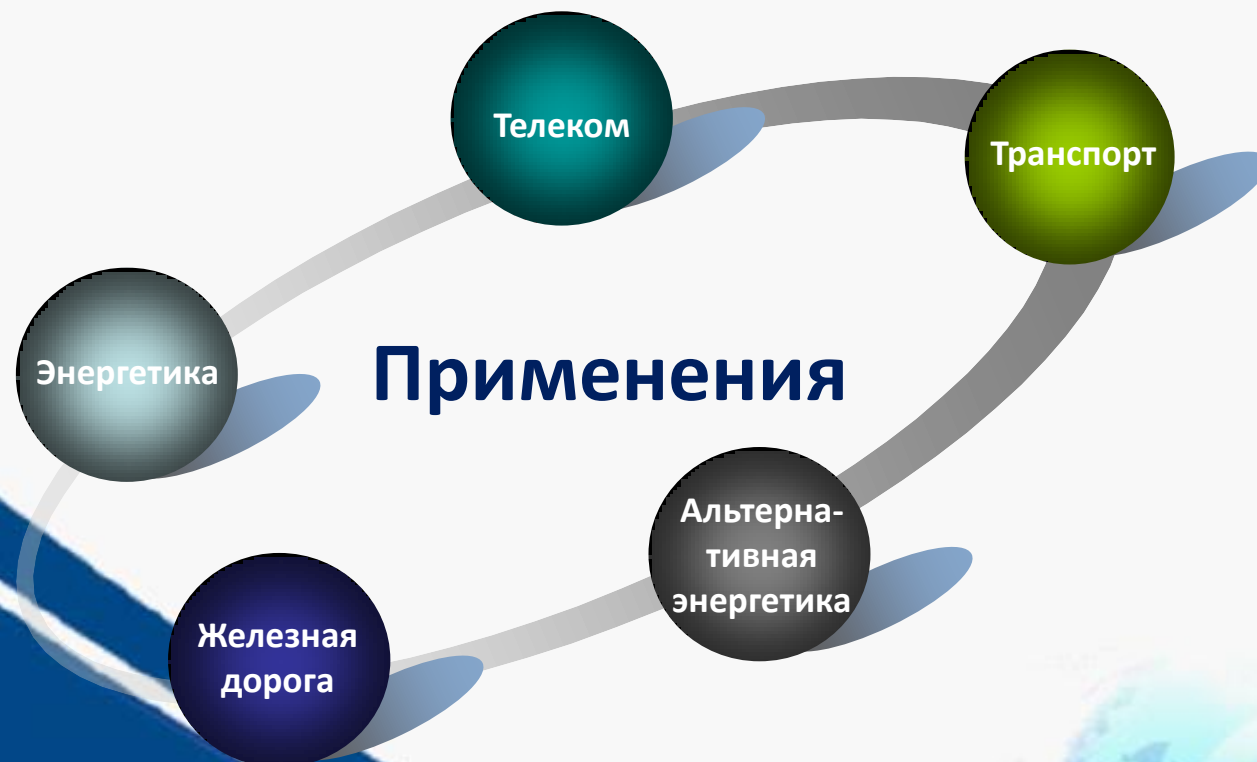 Телеком
Транспорт
Энергетика
Применения
Альтерна-
тивная
энергетика
Железная
дорога